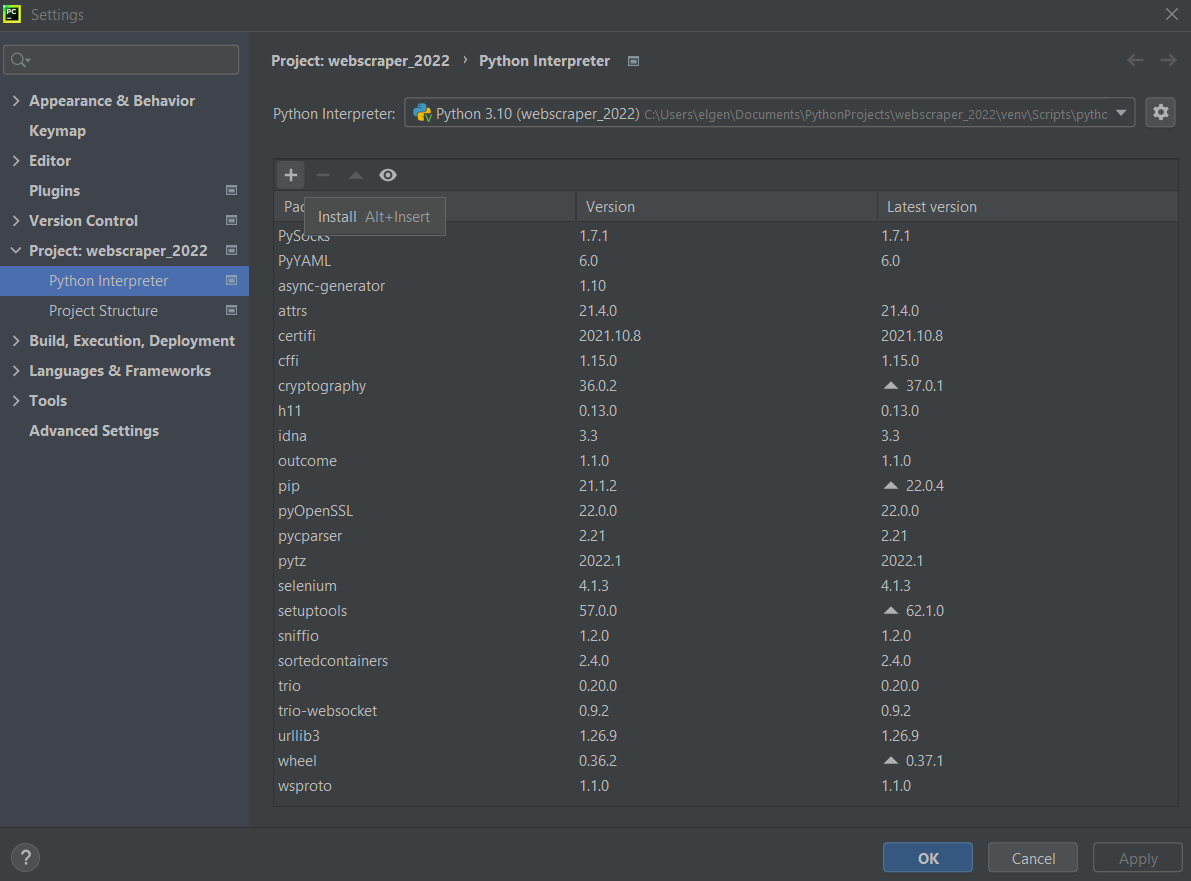 PC
Settings
Project: webscraper_2022 › Python Interpreter
Appearance & Behavior
Keymap
Editor
Plugins
Version Control
Project: webscraper_2022
Python Interpreter
Project Structure
Build, Execution, Deployment
Languages & Frameworks
Tools
Advanced Settings
Python Interpreter: Python 3.10 (webscraper_2022) C:\Users\elgen\Documents\PythonProjects\webscraper_2022\venv\Scripts\pythc
Install Alt+Insert
Pac Version Latest version
PySocks 1.7.1 1.7.1
PyYAML 6.0 6.0
async-generator 1.10
attrs 21.4.0 21.4.0
certifi 2021.10.8 2021.10.8
cffi 1.15.0 1.15.0
cryptography 36.0.2 37.0.1
h11 0.13.0 0.13.0
idna 3.3 3.3
outcome 1.1.0 1.1.0
pip 21.1.2 22.0.4
pyOpenSSL 22.0.0 22.0.0
pycparser 2.21 2.21
pytz 2022.1 2022.1
selenium 4.1.3 4.1.3
setuptools 57.0.0 62.1.0
sniffio 1.2.0 1.2.0
sortedcontainers 2.4.0 2.4.0
trio 0.20.0 0.20.0
trio-websocket 0.9.2 0.9.2
urllib3 1.26.9 1.26.9
wheel 0.36.2 0.37.1
wsproto 1.1.0 1.1.0
?
OK Cancel Apply